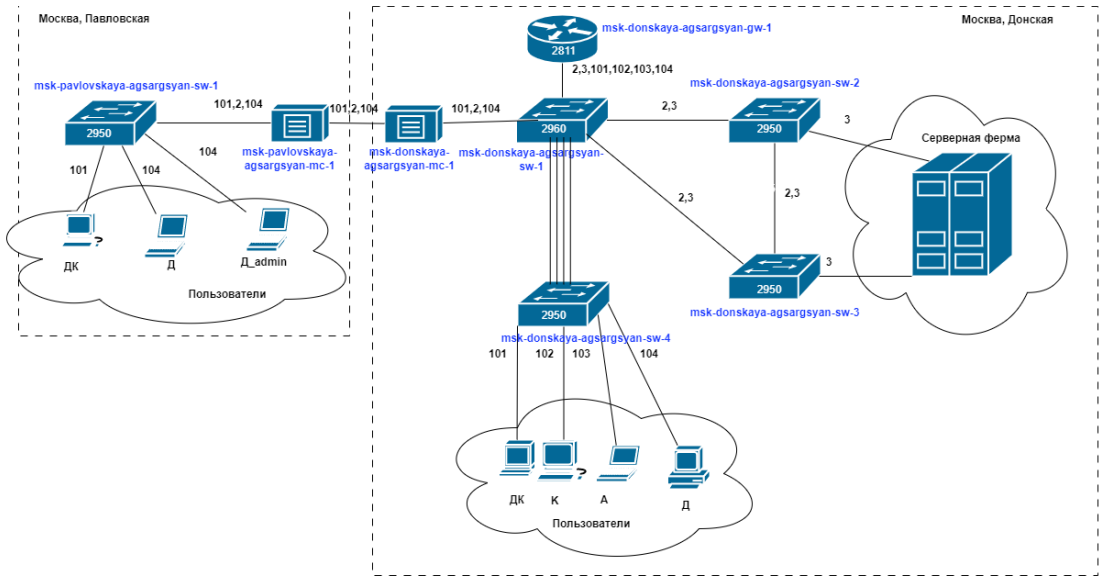 Москва, Павловская
Москва, Донская
msk-donskaya-agsargsyan-gw-1
2811
2,3,101,102,103,104
msk-pavlovskaya-agsargsyan-sw-1
2950
101,2,104
101,2,104
101,2,104
msk-pavlovskaya-
agsargsyan-mc-1
msk-donskaya-
agsargsyan-mc-1
2960
msk-donskaya-agsargsyan-
sw-1
2,3
msk-donskaya-agsargsyan-sw-2
2950
3
Серверная ферма
101
104
104
2,3
2,3
?
ДК
Д
Д_admin
Пользователи
2950
msk-donskaya-agsargsyan-sw-3
3
2950
msk-donskaya-agsargsyan-sw-4
101
102
103
104
?
ДК
К
А
Д
Пользователи